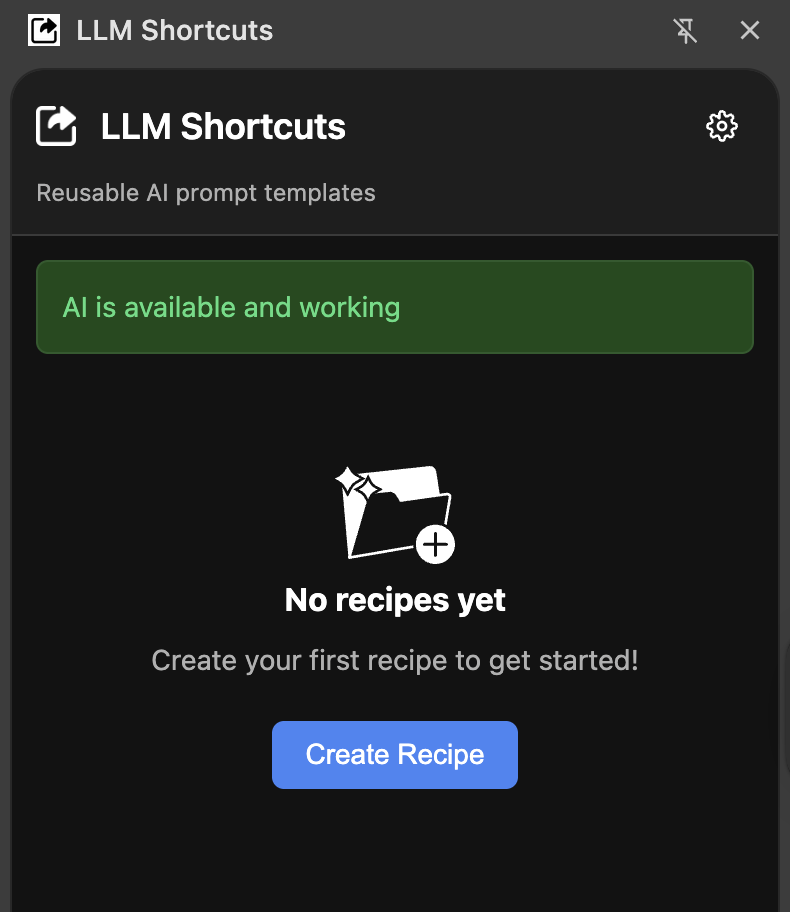 LLM Shortcuts
LLM Shortcuts
Reusable AI prompt templates
AI is available and working
No recipes yet
Create your first recipe to get started!
Create Recipe